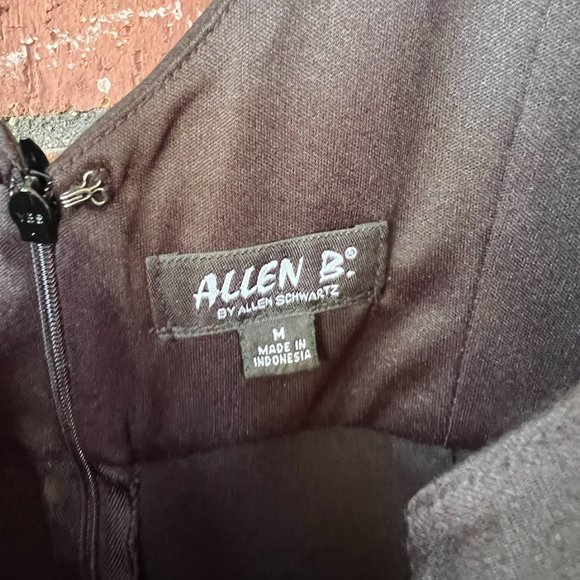 ALLEN B.®
BY ALLEN SCHWARTZ
M
MADE IN
INDONESIA